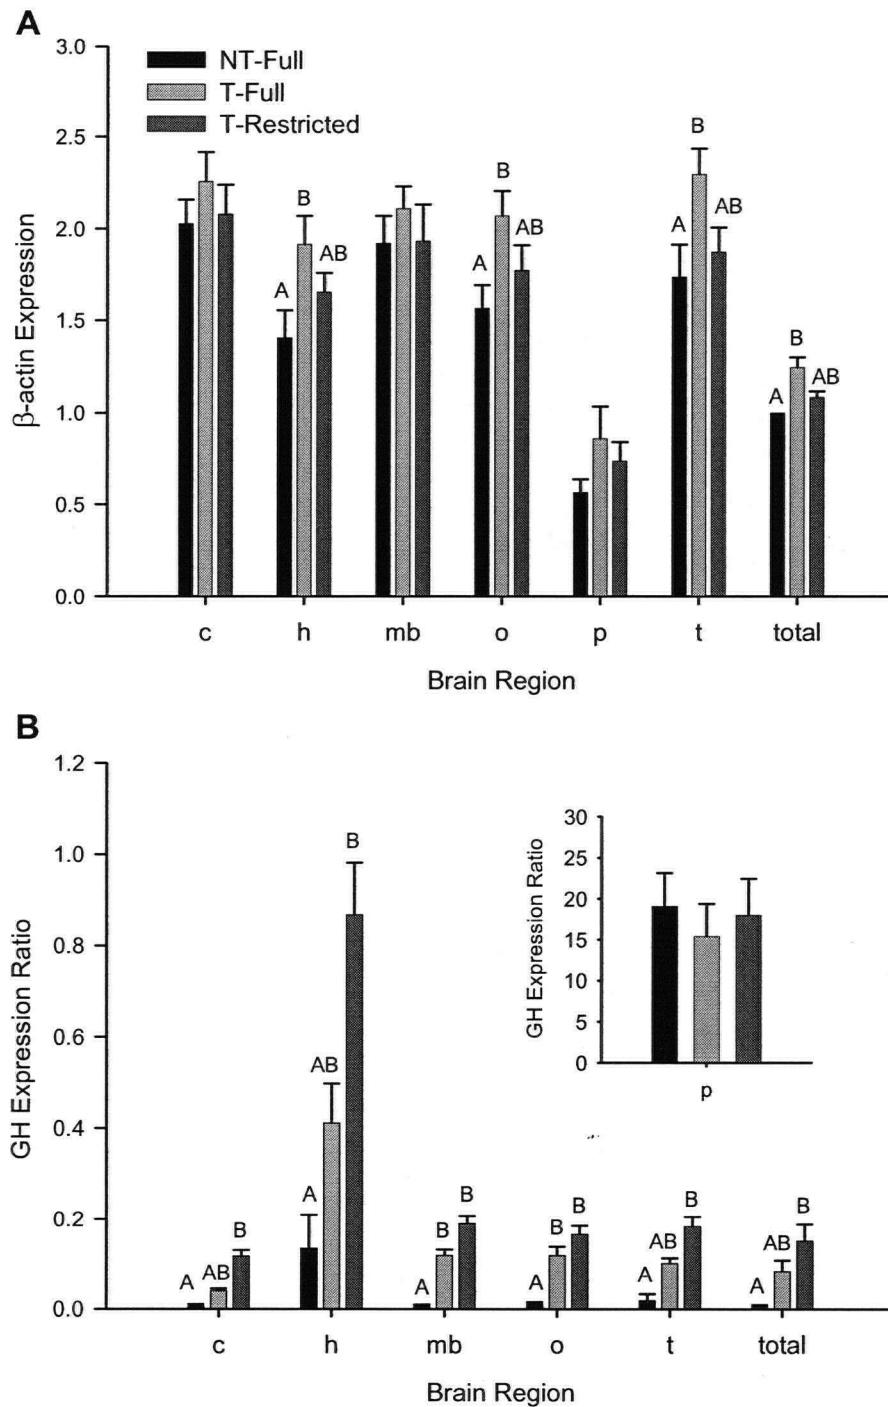 A
NT-Full
T-Full
T-Restricted
β-actin Expression
3.0
2.5
2.0
1.5
1.0
0.5
0.0
A B AB
A B AB
A B AB
A B AB
c h mb o p t total
Brain Region
B
GH Expression Ratio
1.2
1.0
0.8
0.6
0.4
0.2
0.0
A AB B
A AB B
A B B
A B B
A AB B
A AB B
c h mb o t total
Brain Region
GH Expression Ratio
30
25
20
15
10
5
0
p